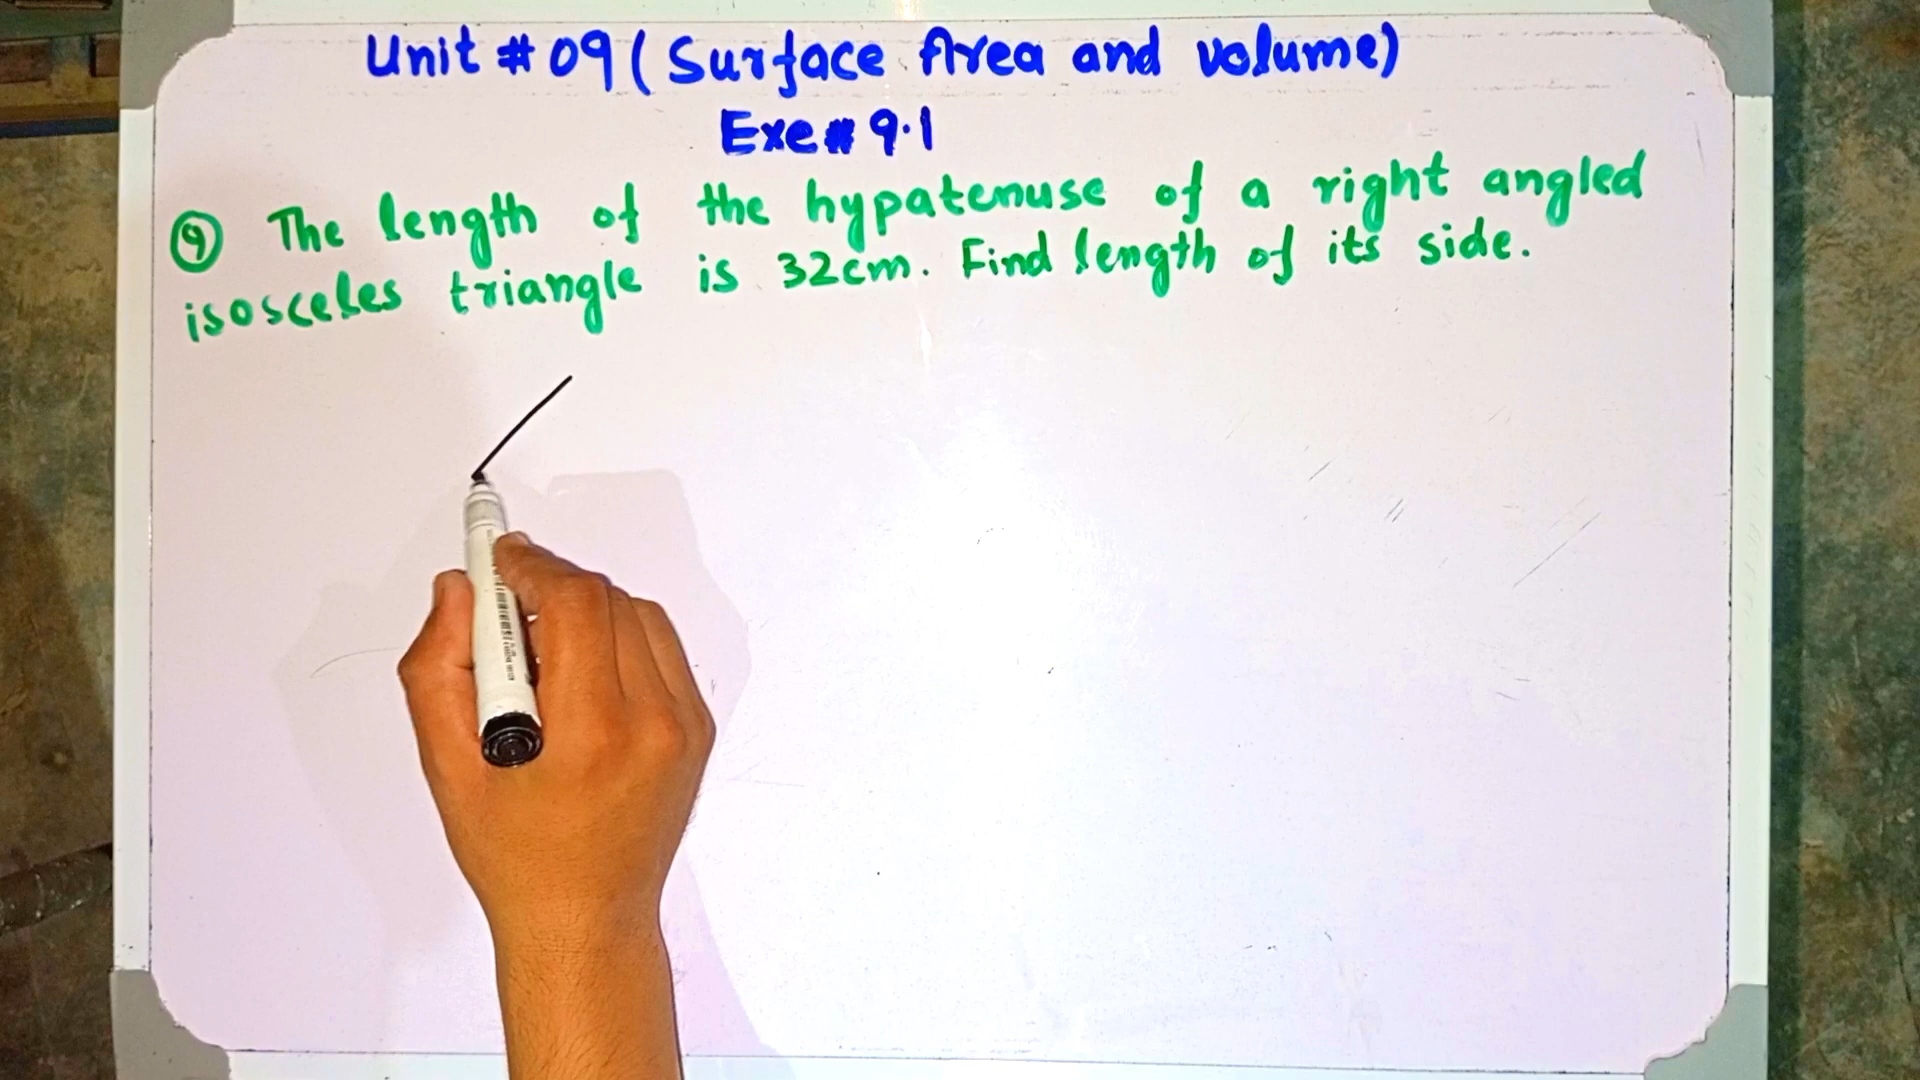 Unit # 09 (Surface Area and volume)
Exe # 9.1
9 The length of the hypatenuse of a right angled
isosceles triangle is 32cm. Find length of its side.